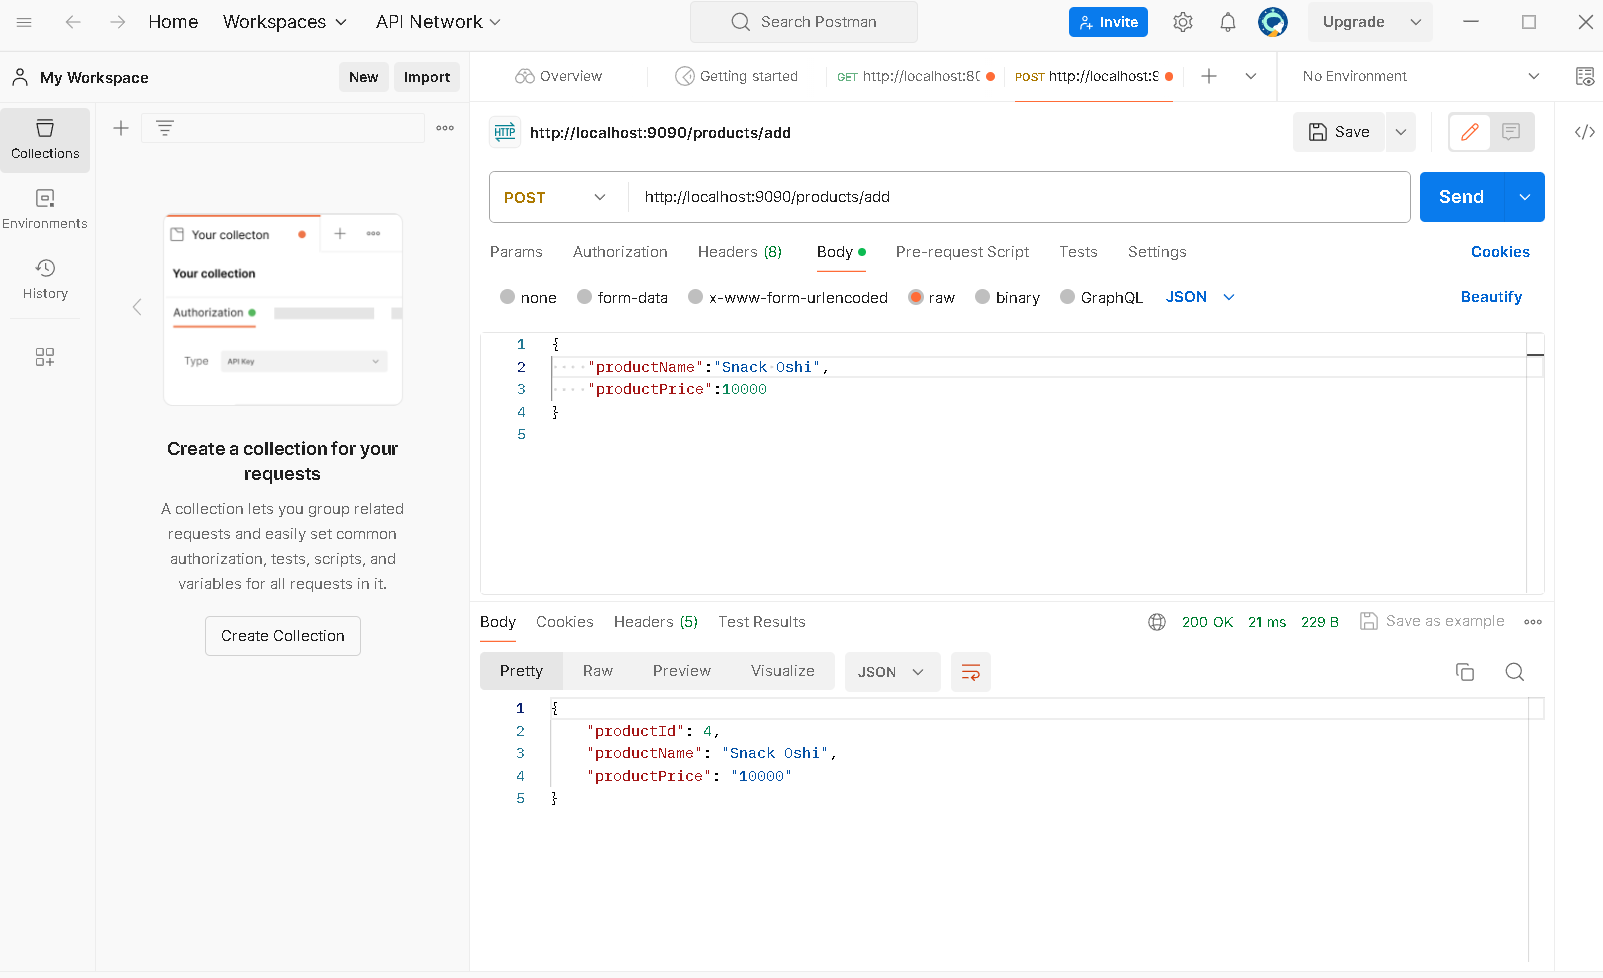 Home Workspaces API Network Search Postman Invite Upgrade
My Workspace New Import Overview Getting started GET http://localhost:80 POST http://localhost:9 No Environment
Collections
Environments
History
Your collecton
Your collection
Authorization
Type API Key
Create a collection for your
requests
A collection lets you group related
requests and easily set common
authorization, tests, scripts, and
variables for all requests in it.
Create Collection
HTTP http://localhost:9090/products/add Save
POST http://localhost:9090/products/add Send
Params Authorization Headers (8) Body Pre-request Script Tests Settings Cookies
none form-data x-www-form-urlencoded raw binary GraphQL JSON Beautify
1 {
2 "productName":"Snack Oshi",
3 "productPrice":10000
4 }
5
Body Cookies Headers (5) Test Results 200 OK 21 ms 229 B Save as example
Pretty Raw Preview Visualize JSON
1 {
2 "productId": 4,
3 "productName": "Snack Oshi",
4 "productPrice": "10000"
5 }